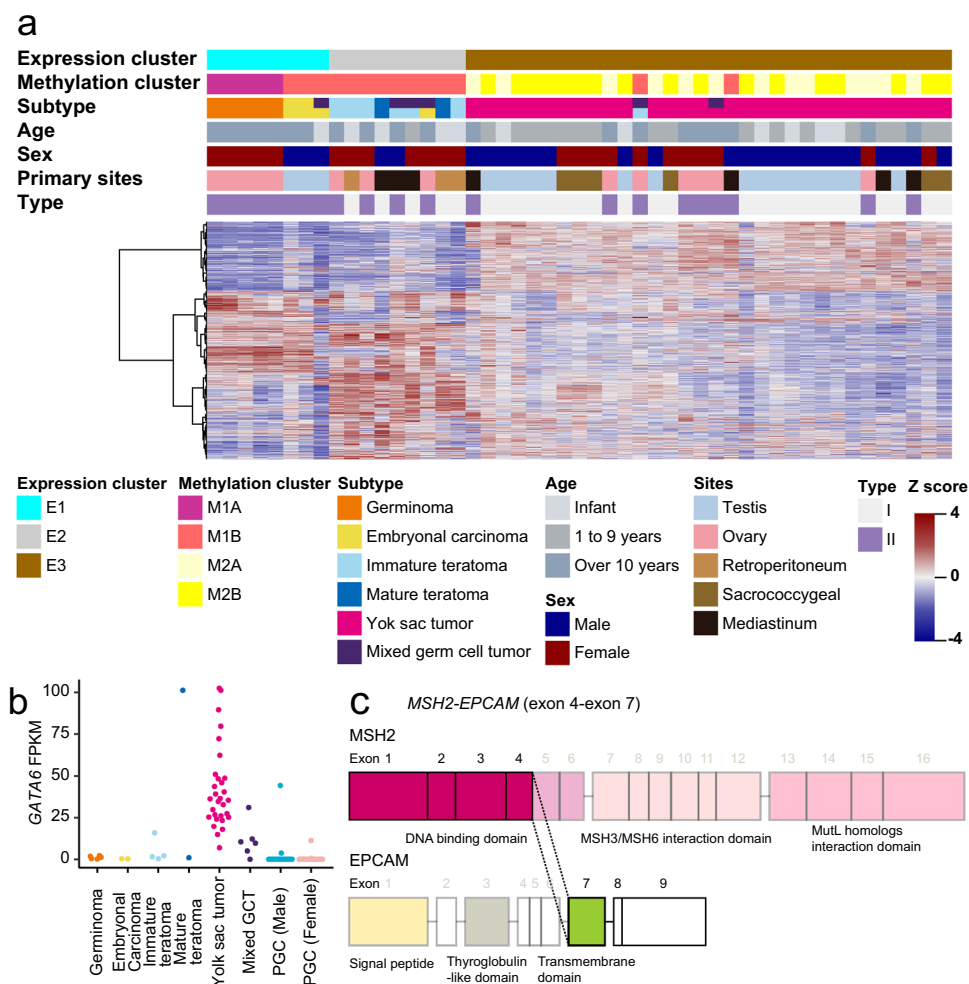 a
Expression cluster
Methylation cluster
Subtype
Age
Sex
Primary sites
Type
Expression cluster
E1
E2
E3
Methylation cluster
M1A
M1B
M2A
M2B
Subtype
Germinoma
Embryonal carcinoma
Immature teratoma
Mature teratoma
Yok sac tumor
Mixed germ cell tumor
Age
Infant
1 to 9 years
Over 10 years
Sex
Male
Female
Sites
Testis
Ovary
Retroperitoneum
Sacrococcygeal
Mediastinum
Type
I
II
Z score
4
0
-4
b
GATA6 FPKM
100
75
50
25
0
Germinoma
Embryonal
Carcinoma
Immature
teratoma
Mature
teratoma
Yolk sac tumor
Mixed GCT
PGC (Male)
PGC (Female)
c
MSH2-EPCAM (exon 4-exon 7)
MSH2
Exon 1 2 3 4 5 6 7 8 9 10 11 12 13 14 15 16
DNA binding domain
MSH3/MSH6 interaction domain
MutL homologs
interaction domain
EPCAM
Exon 1 2 3 4 5 6 7 8 9
Signal peptide
Thyroglobulin
-like domain
Transmembrane
domain